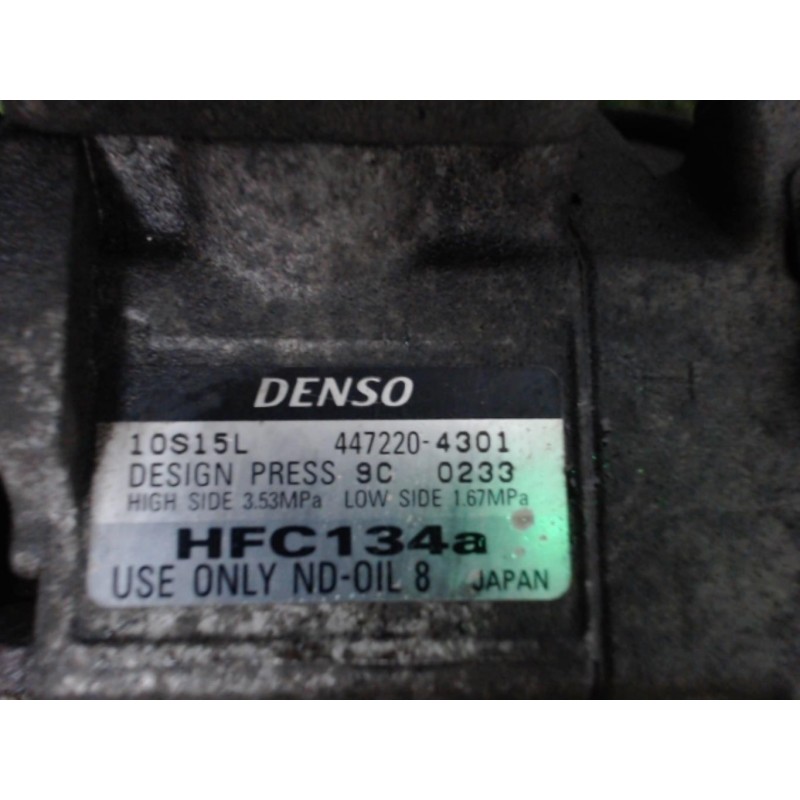 DENSO
10S15L 447220-4301
DESIGN PRESS 9C 0233
HIGH SIDE 3.53MPa LOW SIDE 1.67MPa
HFC134a
USE ONLY ND-OIL 8 JAPAN